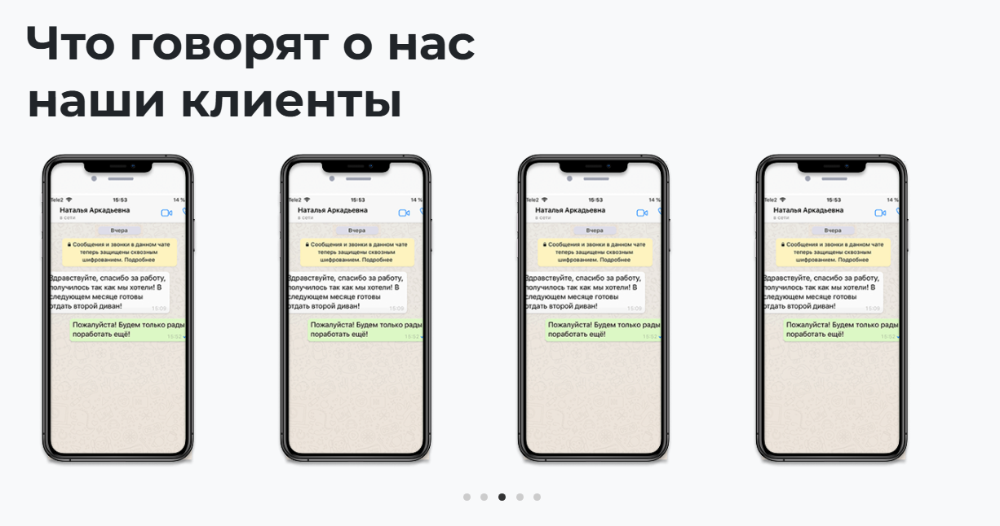 Что говорят о нас
наши клиенты
Tele2 15:53 14 %
Наталья Аркадьевна
в сети
Вчера
Сообщения и звонки в данном чате
теперь защищены сквозным
шифрованием. Подробнее
Здравствуйте, спасибо за работу,
получилось так как мы хотели! В
следующем месяце готовы
отдать второй диван!
15:09
Пожалуйста! Будем только рады
поработать ещё!
15:52
Tele2 15:53 14 %
Наталья Аркадьевна
в сети
Вчера
Сообщения и звонки в данном чате
теперь защищены сквозным
шифрованием. Подробнее
Здравствуйте, спасибо за работу,
получилось так как мы хотели! В
следующем месяце готовы
отдать второй диван!
15:09
Пожалуйста! Будем только рады
поработать ещё!
15:52
Tele2 15:53 14 %
Наталья Аркадьевна
в сети
Вчера
Сообщения и звонки в данном чате
теперь защищены сквозным
шифрованием. Подробнее
Здравствуйте, спасибо за работу,
получилось так как мы хотели! В
следующем месяце готовы
отдать второй диван!
15:09
Пожалуйста! Будем только рады
поработать ещё!
15:52
Tele2 15:53 14 %
Наталья Аркадьевна
в сети
Вчера
Сообщения и звонки в данном чате
теперь защищены сквозным
шифрованием. Подробнее
Здравствуйте, спасибо за работу,
получилось так как мы хотели! В
следующем месяце готовы
отдать второй диван!
15:09
Пожалуйста! Будем только рады
поработать ещё!
15:52